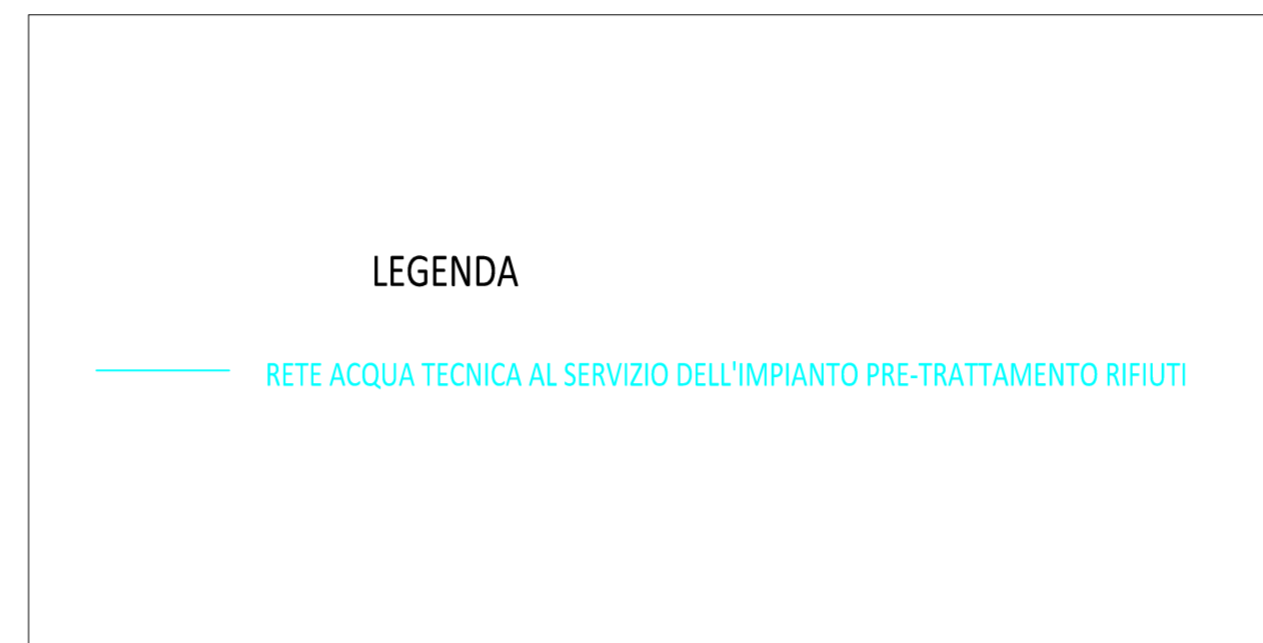 LEGENDA
RETE ACQUA TECNICA AL SERVIZIO DELL'IMPIANTO PRE-TRATTAMENTO RIFIUTI